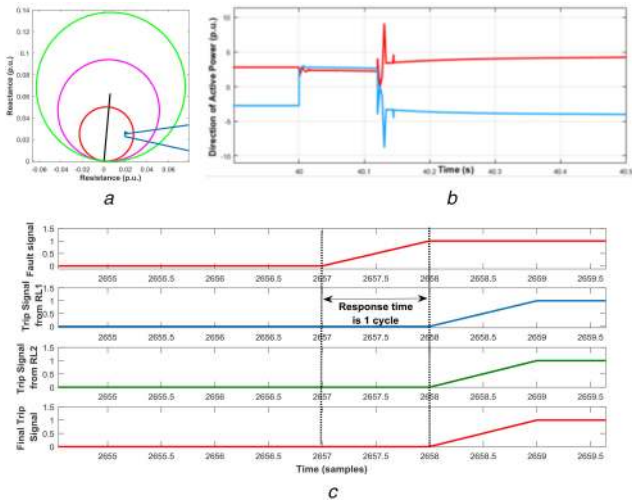 0.14
0.12
0.1
0.08
0.06
0.04
0.02
0
Reactance (p.u.)
-0.06 -0.04 -0.02 0 0.02 0.04 0.06
Resistance (p.u.)
a
10
5
0
-5
-10
Direction of Active Power (p.u.)
40 40.1 40.2 40.3 40.4 40.5
Time (s)
b
Fault signal
1.5
1
0.5
0
2655 2655.5 2656 2656.5 2657 2657.5 2658 2658.5 2659 2659.5
Trip Signal
from RL1
1.5
1
0.5
0
Response time
is 1 cycle
2655 2655.5 2656 2656.5 2657 2657.5 2658 2658.5 2659 2659.5
Trip Signal
from RL2
1.5
1
0.5
0
2655 2655.5 2656 2656.5 2657 2657.5 2658 2658.5 2659 2659.5
Final Trip
Signal
1.5
1
0.5
0
2655 2655.5 2656 2656.5 2657 2657.5 2658 2658.5 2659 2659.5
Time (samples)
c